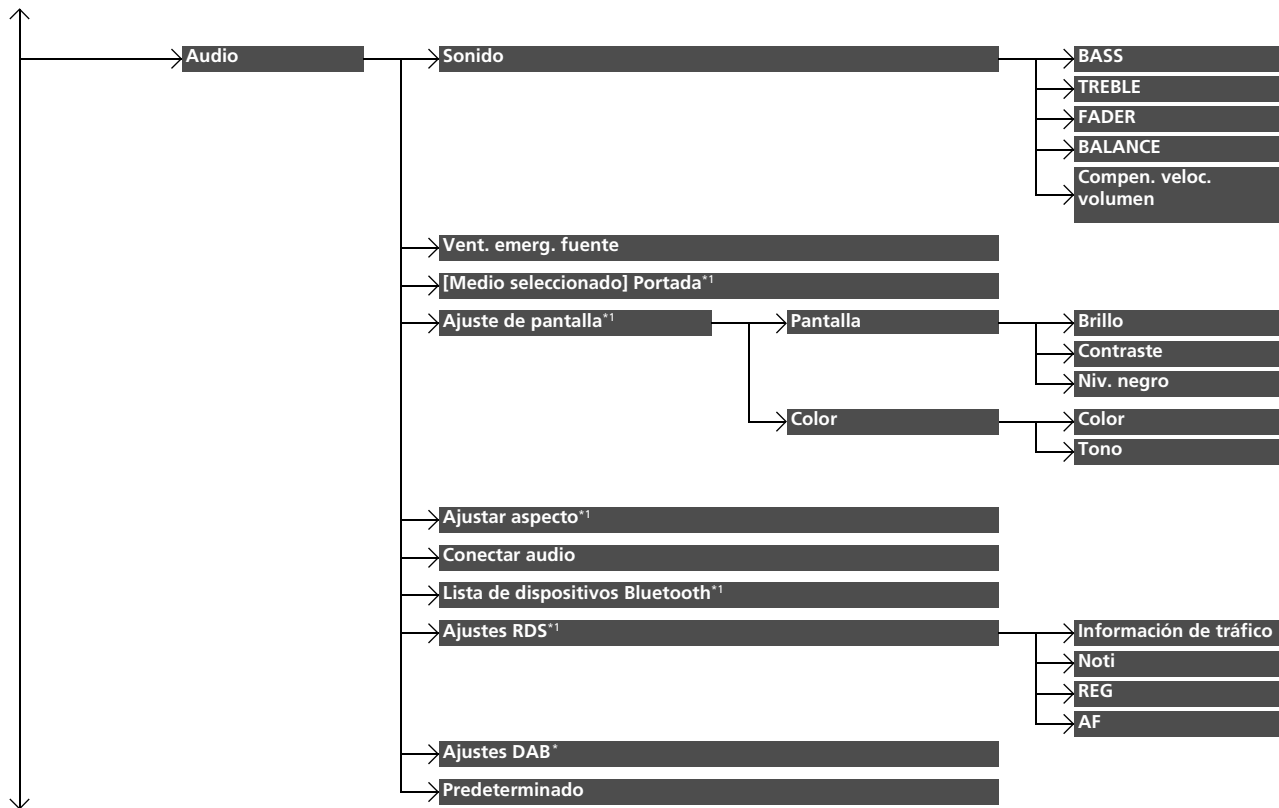 Audio
Sonido
BASS
TREBLE
FADER
BALANCE
Compen. veloc.
volumen
Vent. emerg. fuente
[Medio seleccionado] Portada*1
Ajuste de pantalla*1
Pantalla
Brillo
Contraste
Niv. negro
Color
Color
Tono
Ajustar aspecto*1
Conectar audio
Lista de dispositivos Bluetooth*1
Ajustes RDS*1
Información de tráfico
Noti
REG
AF
Ajustes DAB*
Predeterminado